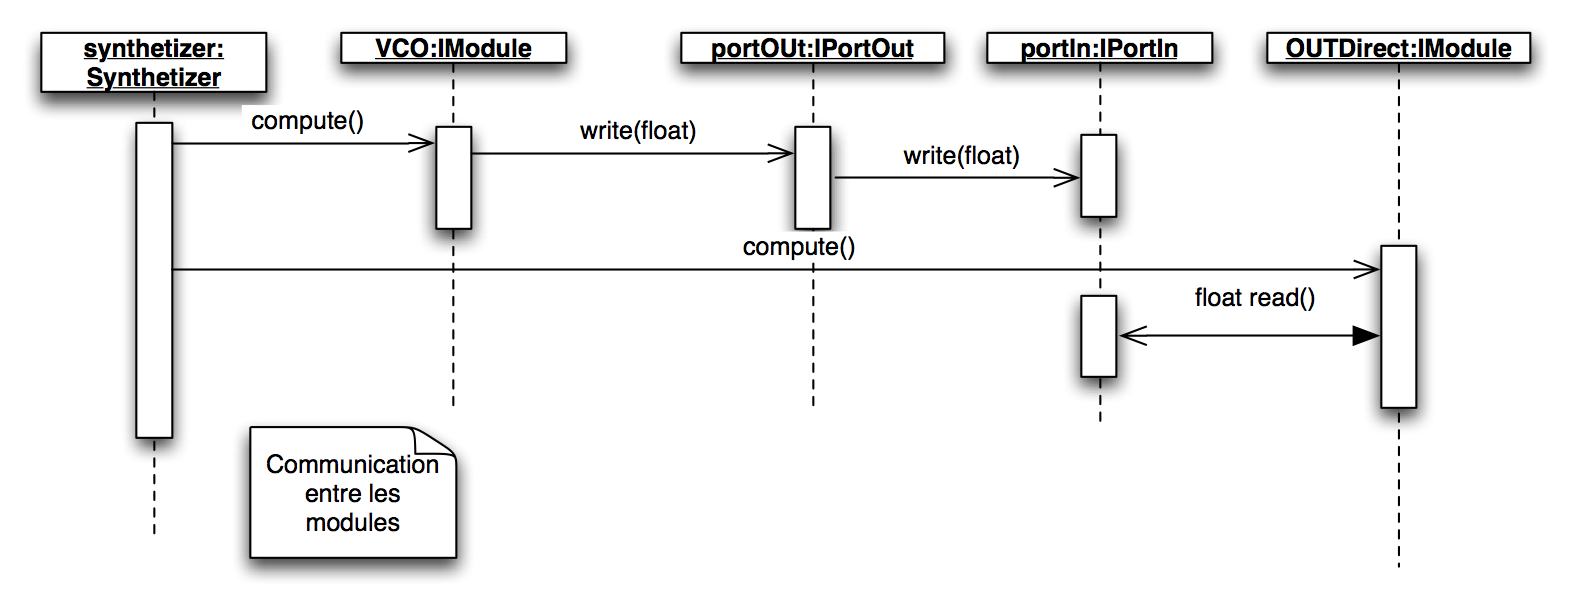 synthetizer:
Synthetizer
VCO:IModule
portOUt:IPortOut
portIn:IPortIn
OUTDirect:IModule
compute()
write(float)
write(float)
compute()
float read()
Communication
entre les
modules